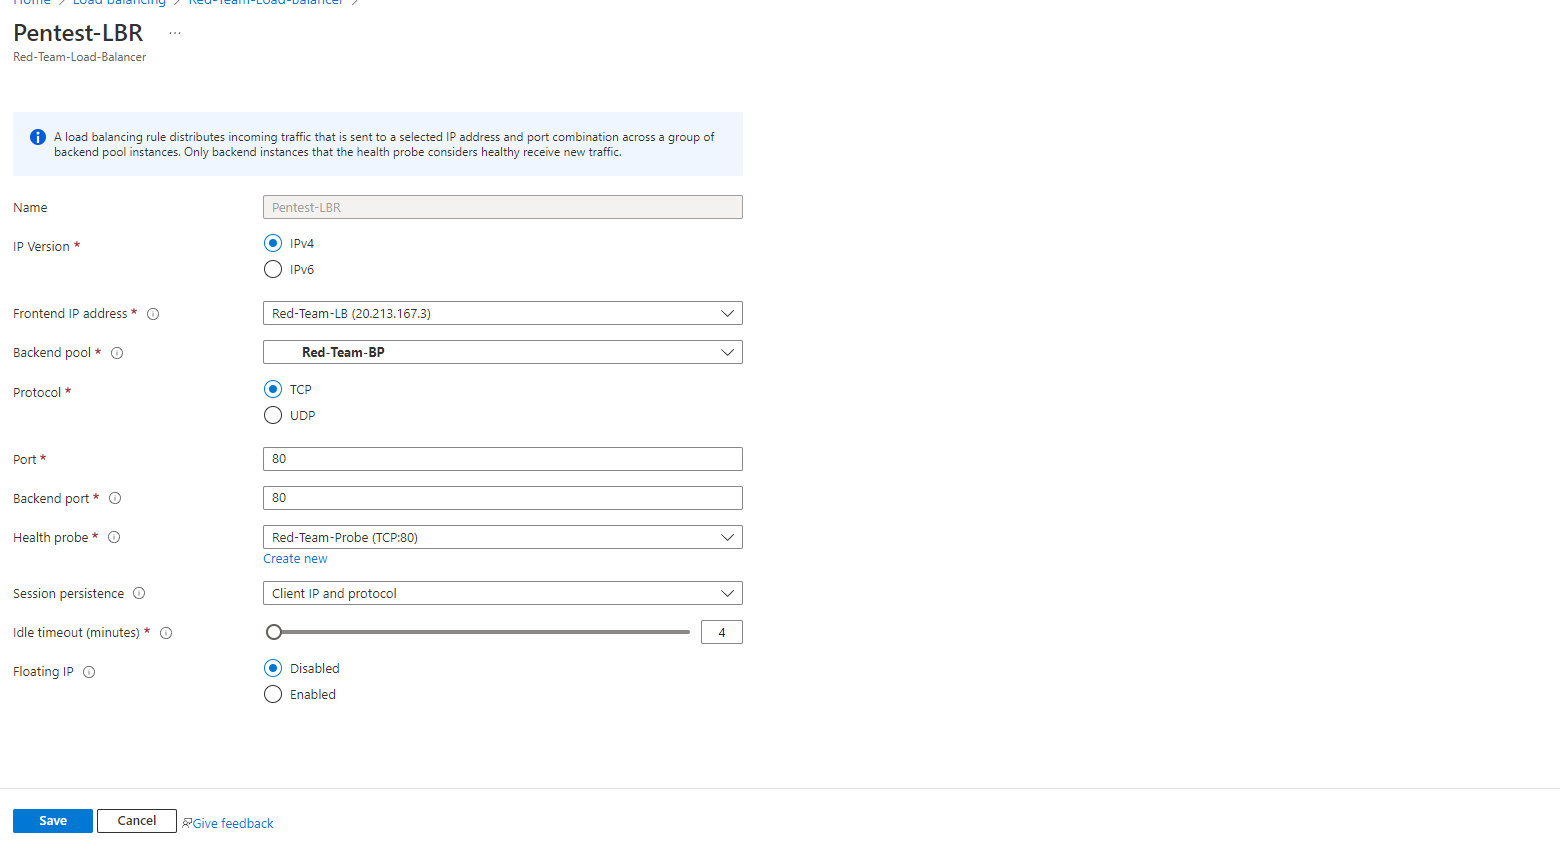 Home > Load balancing > Red-Team-Load-Balancer >
Pentest-LBR ...
Red-Team-Load-Balancer
A load balancing rule distributes incoming traffic that is sent to a selected IP address and port combination across a group of
backend pool instances. Only backend instances that the health probe considers healthy receive new traffic.
Name
Pentest-LBR
IP Version *
IPv4
IPv6
Frontend IP address *
Red-Team-LB (20.213.167.3)
Backend pool *
Red-Team-BP
Protocol *
TCP
UDP
Port *
80
Backend port *
80
Health probe *
Red-Team-Probe (TCP:80)
Create new
Session persistence
Client IP and protocol
Idle timeout (minutes) *
4
Floating IP
Disabled
Enabled
Save
Cancel
Give feedback